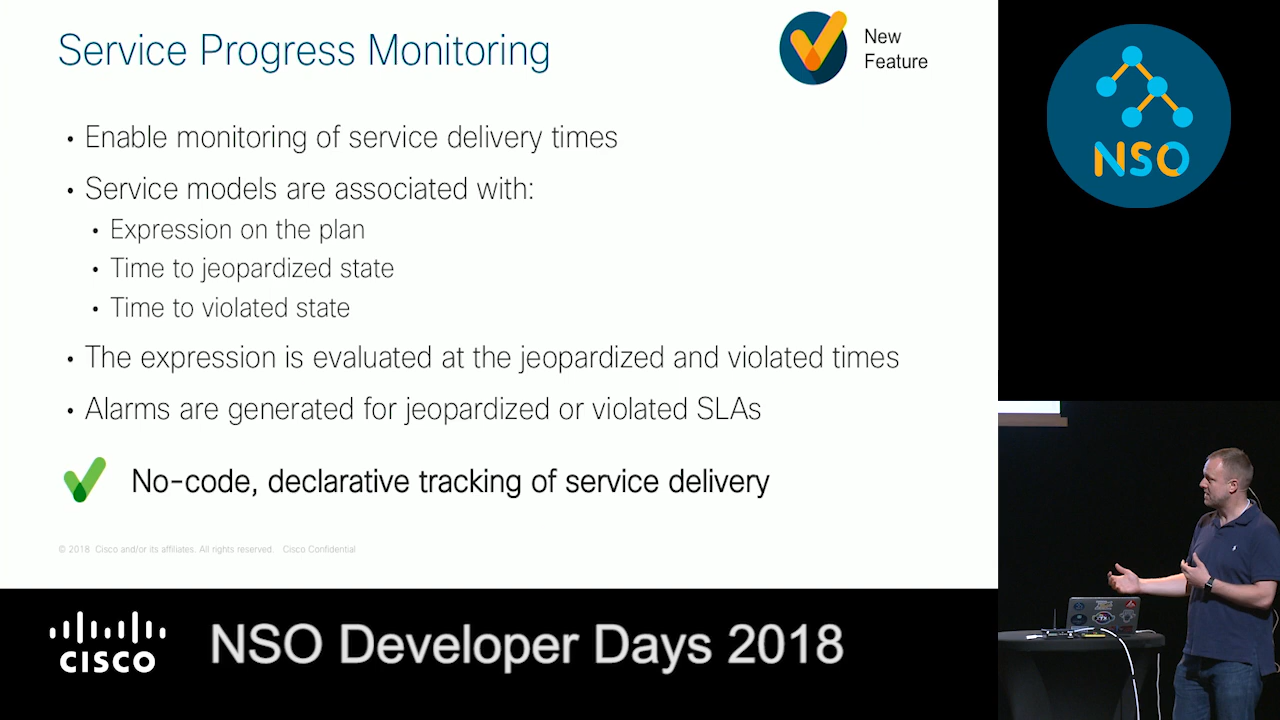 Service Progress Monitoring
New
Feature
• Enable monitoring of service delivery times
• Service models are associated with:
• Expression on the plan
• Time to jeopardized state
• Time to violated state
• The expression is evaluated at the jeopardized and violated times
• Alarms are generated for jeopardized or violated SLAs
No-code, declarative tracking of service delivery
© 2018 Cisco and/or its affiliates. All rights reserved. Cisco Confidential
NSO
CISCO
NSO Developer Days 2018